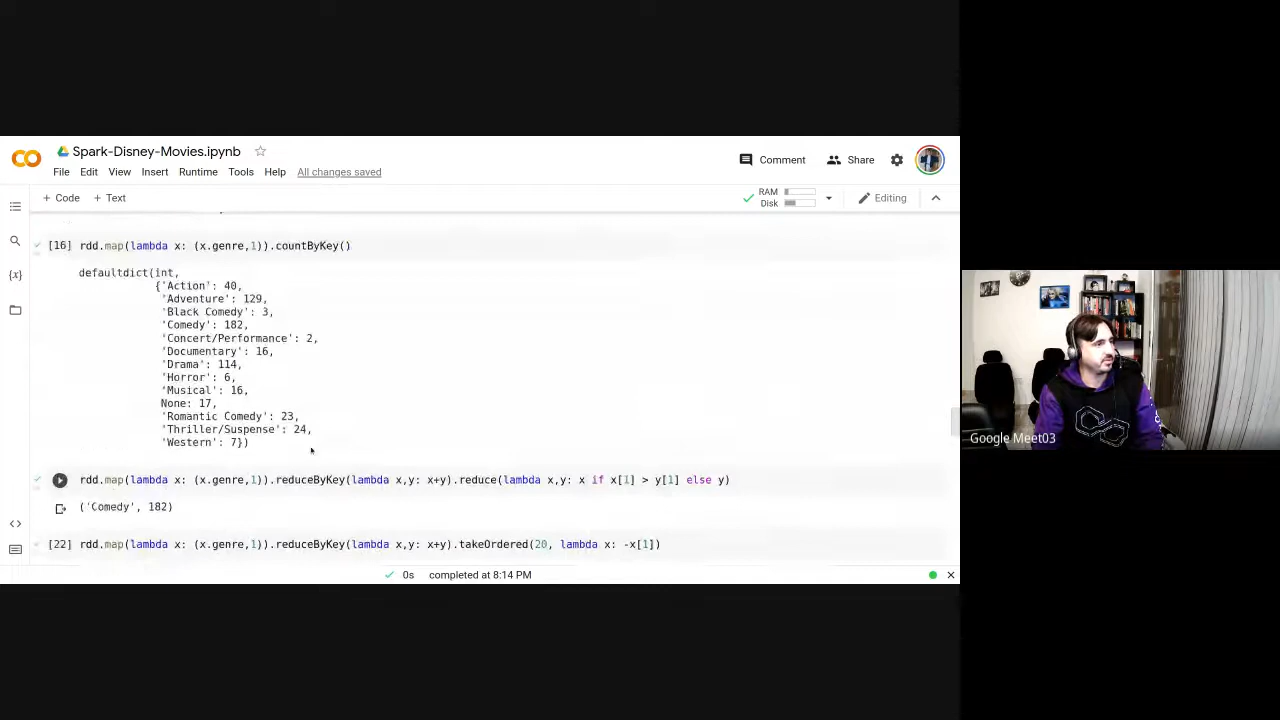 Spark-Disney-Movies.ipynb
File Edit View Insert Runtime Tools Help All changes saved
Comment Share
+ Code + Text
RAM
Disk
Editing
[16] rdd.map(lambda x: (x.genre,1)).countByKey()
defaultdict(int,
{'Action': 40,
'Adventure': 129,
'Black Comedy': 3,
'Comedy': 182,
'Concert/Performance': 2,
'Documentary': 16,
'Drama': 114,
'Horror': 6,
'Musical': 16,
None: 17,
'Romantic Comedy': 23,
'Thriller/Suspense': 24,
'Western': 7})
rdd.map(lambda x: (x.genre,1)).reduceByKey(lambda x,y: x+y).reduce(lambda x,y: x if x[1] > y[1] else y)
('Comedy', 182)
[22] rdd.map(lambda x: (x.genre,1)).reduceByKey(lambda x,y: x+y).takeOrdered(20, lambda x: -x[1])
0s completed at 8:14 PM
Google Meet03